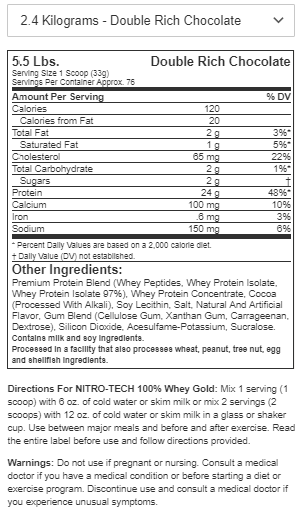 2.4 Kilograms - Double Rich Chocolate
5.5 Lbs. Double Rich Chocolate
Serving Size 1 Scoop (33g)
Servings Per Container Approx. 76
Amount Per Serving % DV
Calories 120
Calories from Fat 20
Total Fat 2 g 3%*
Saturated Fat 1 g 5%*
Cholesterol 65 mg 22%
Total Carbohydrate 2 g 1%*
Sugars 2 g †
Protein 24 g 48%*
Calcium 100 mg 10%
Iron .6 mg 3%
Sodium 150 mg 6%
* Percent Daily Values are based on a 2,000 calorie diet.
† Daily Value (DV) not established.
Other Ingredients:
Premium Protein Blend (Whey Peptides, Whey Protein Isolate,
Whey Protein Isolate 97%), Whey Protein Concentrate, Cocoa
(Processed With Alkali), Soy Lecithin, Salt, Natural And Artificial
Flavor, Gum Blend (Cellulose Gum, Xanthan Gum, Carrageenan,
Dextrose), Silicon Dioxide, Acesulfame-Potassium, Sucralose.
Contains milk and soy ingredients.
Processed in a facility that also processes wheat, peanut, tree nut, egg
and shellfish ingredients.
Directions For NITRO-TECH 100% Whey Gold: Mix 1 serving (1
scoop) with 6 oz. of cold water or skim milk or mix 2 servings (2
scoops) with 12 oz. of cold water or skim milk in a glass or shaker
cup. Use between major meals and before and after exercise. Read
the entire label before use and follow directions provided.
Warnings: Do not use if pregnant or nursing. Consult a medical
doctor if you have a medical condition or before starting a diet or
exercise program. Discontinue use and consult a medical doctor if
you experience unusual symptoms.